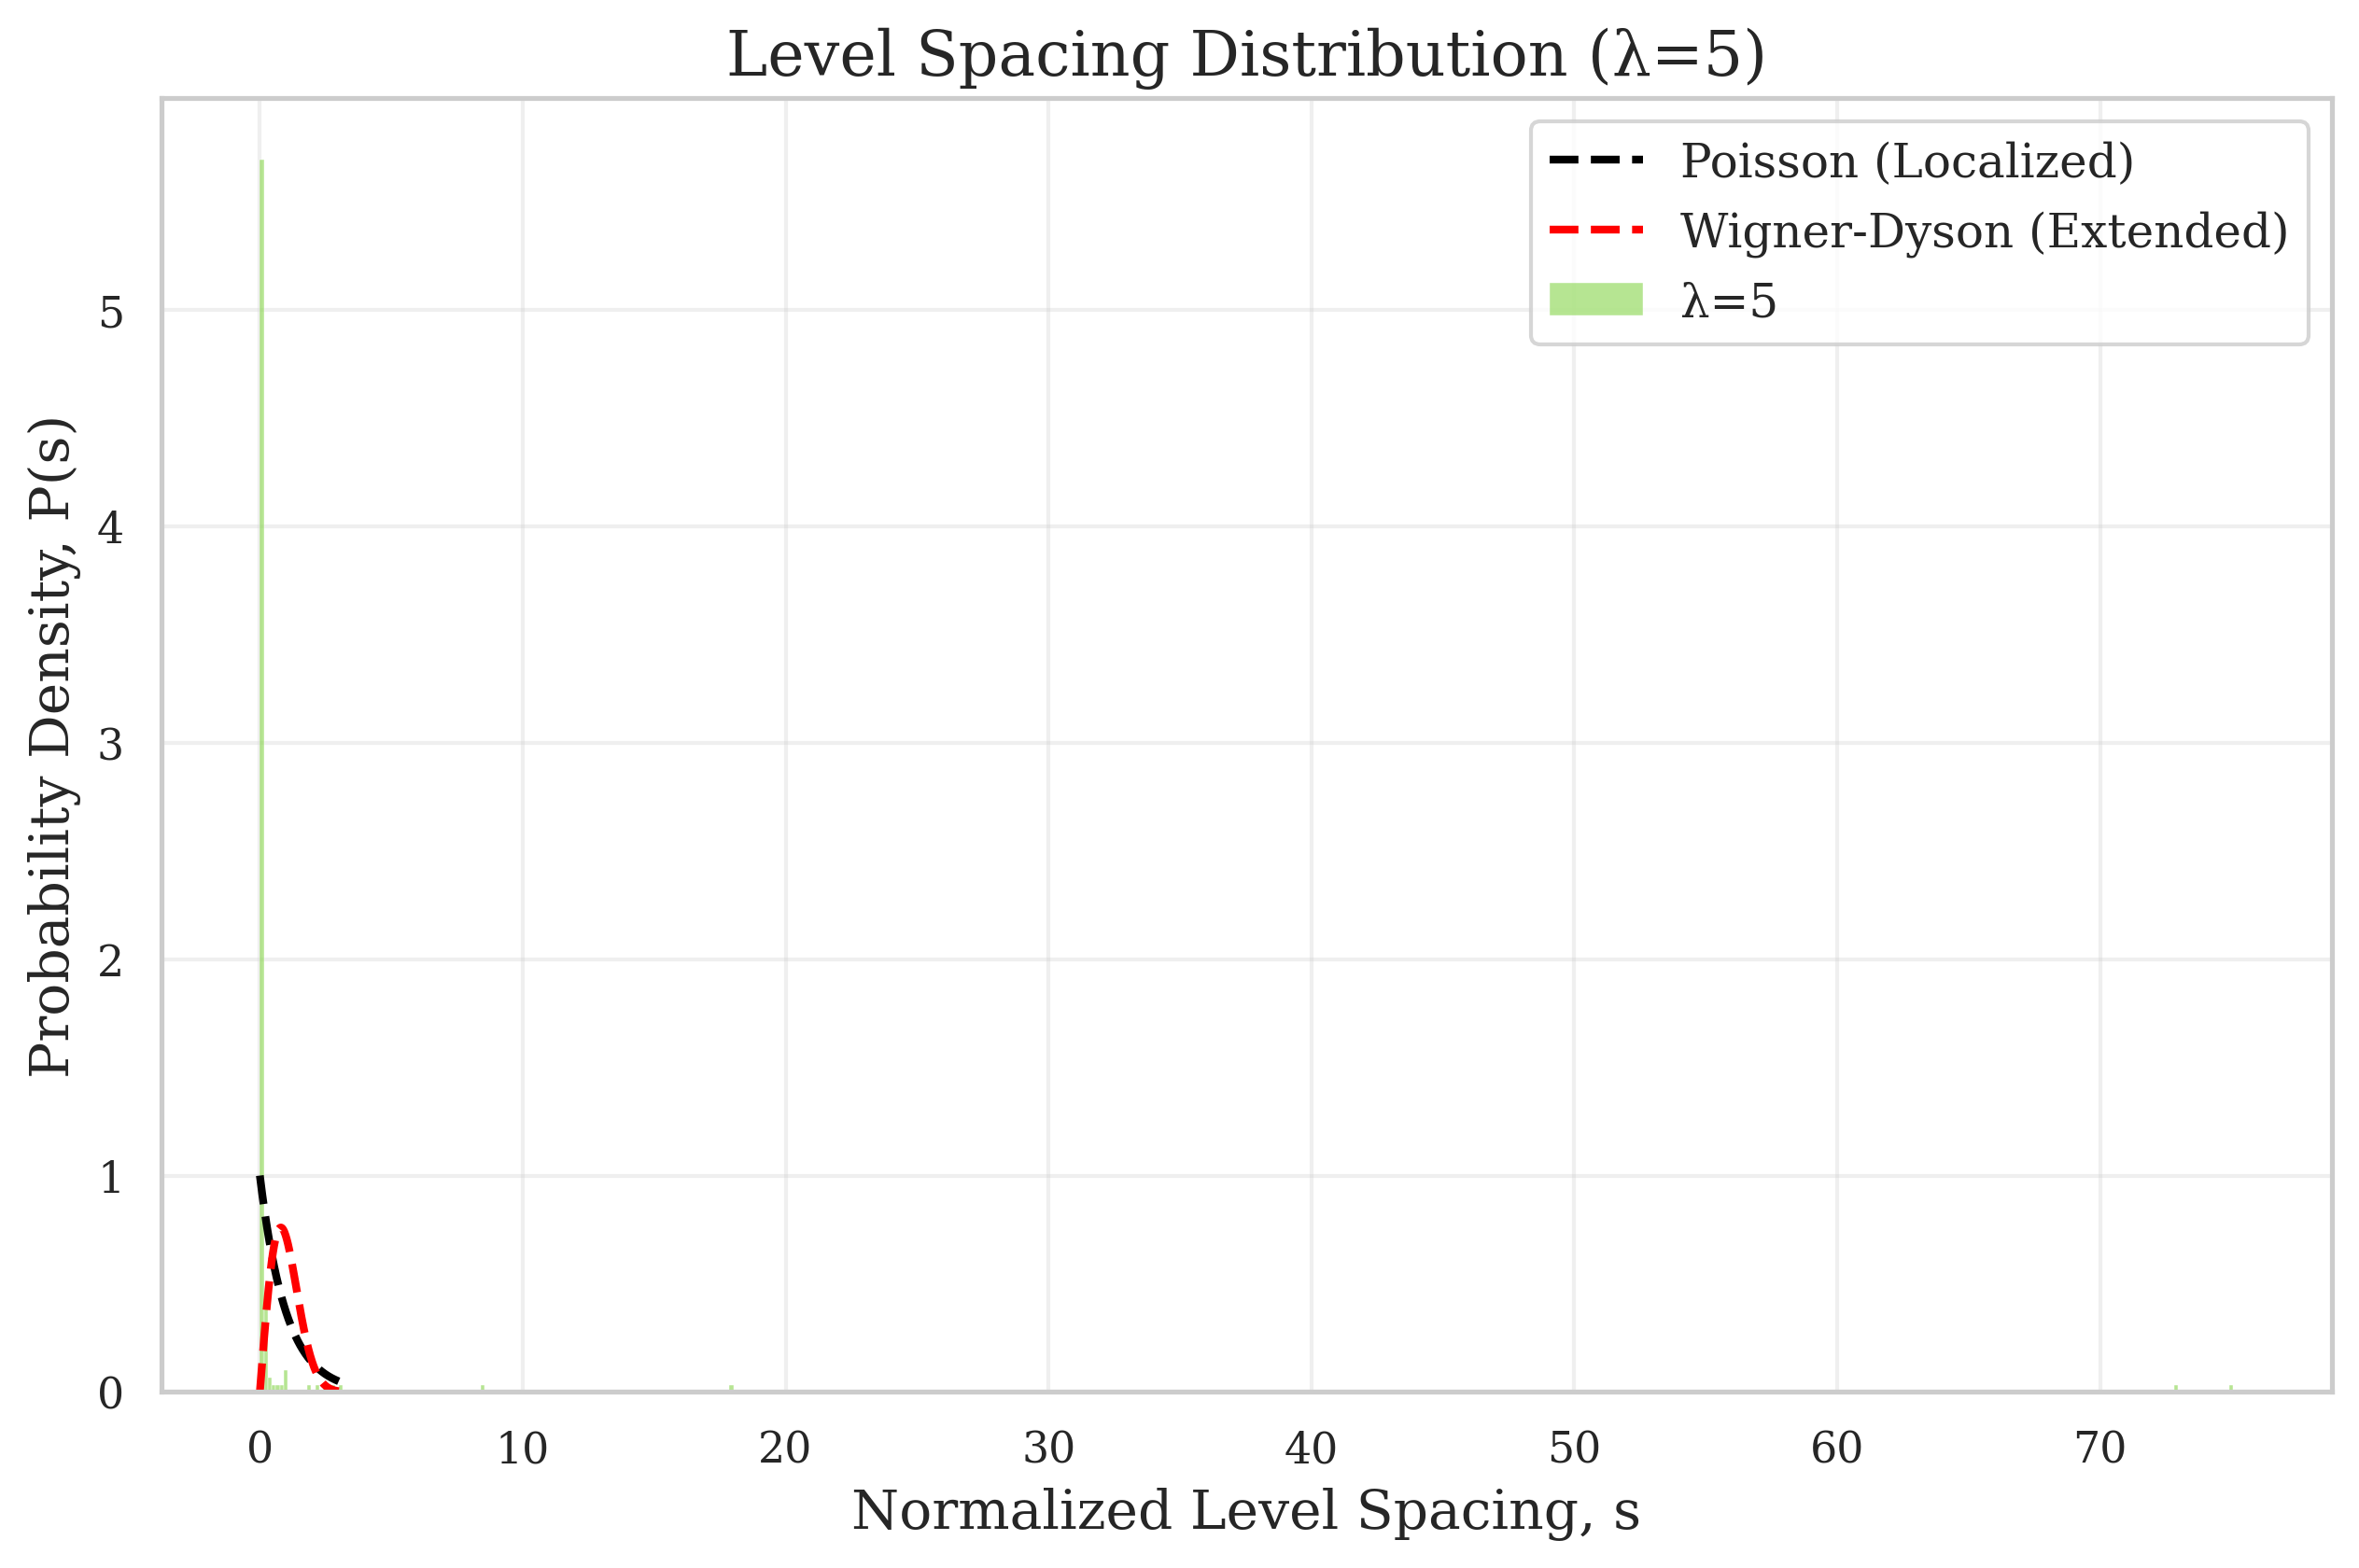 Level Spacing Distribution (λ=5)
Poisson (Localized)
Wigner-Dyson (Extended)
λ=5
Probability Density, P(s)
5
4
3
2
1
0
0 10 20 30 40 50 60 70
Normalized Level Spacing, s